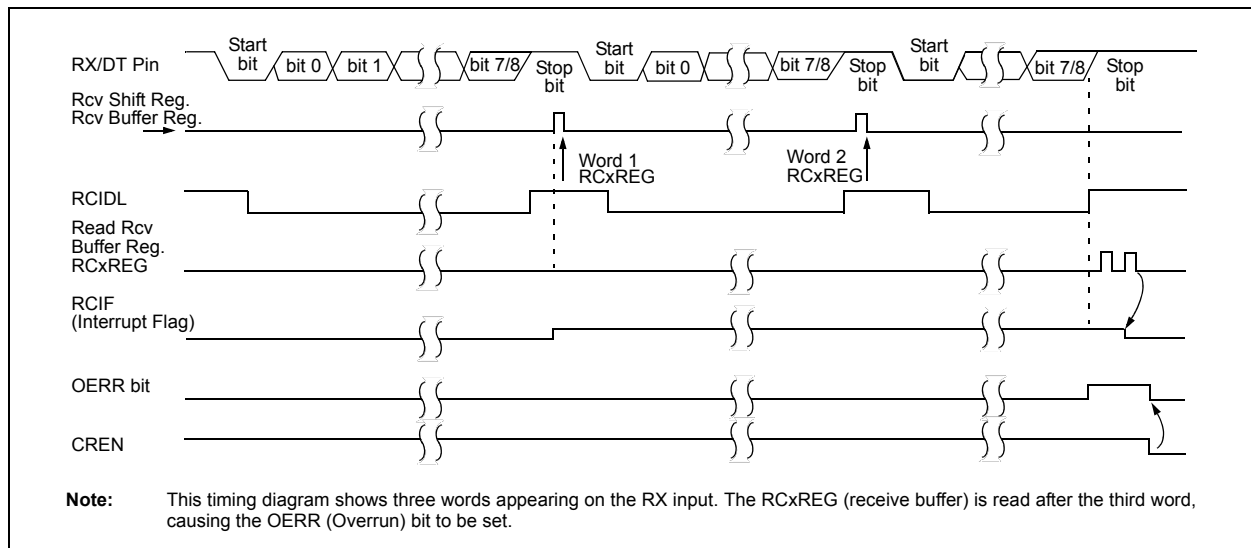 Start
bit
bit 0
bit 1
bit 7/8
Stop
bit
Start
bit
bit 0
bit 7/8
Stop
bit
Start
bit
bit 7/8
Stop
bit
RX/DT Pin
Rcv Shift Reg.
Rcv Buffer Reg.
Word 1
RCxREG
Word 2
RCxREG
RCIDL
Read Rcv
Buffer Reg.
RCxREG
RCIF
(Interrupt Flag)
OERR bit
CREN
Note: This timing diagram shows three words appearing on the RX input. The RCxREG (receive buffer) is read after the third word,
causing the OERR (Overrun) bit to be set.